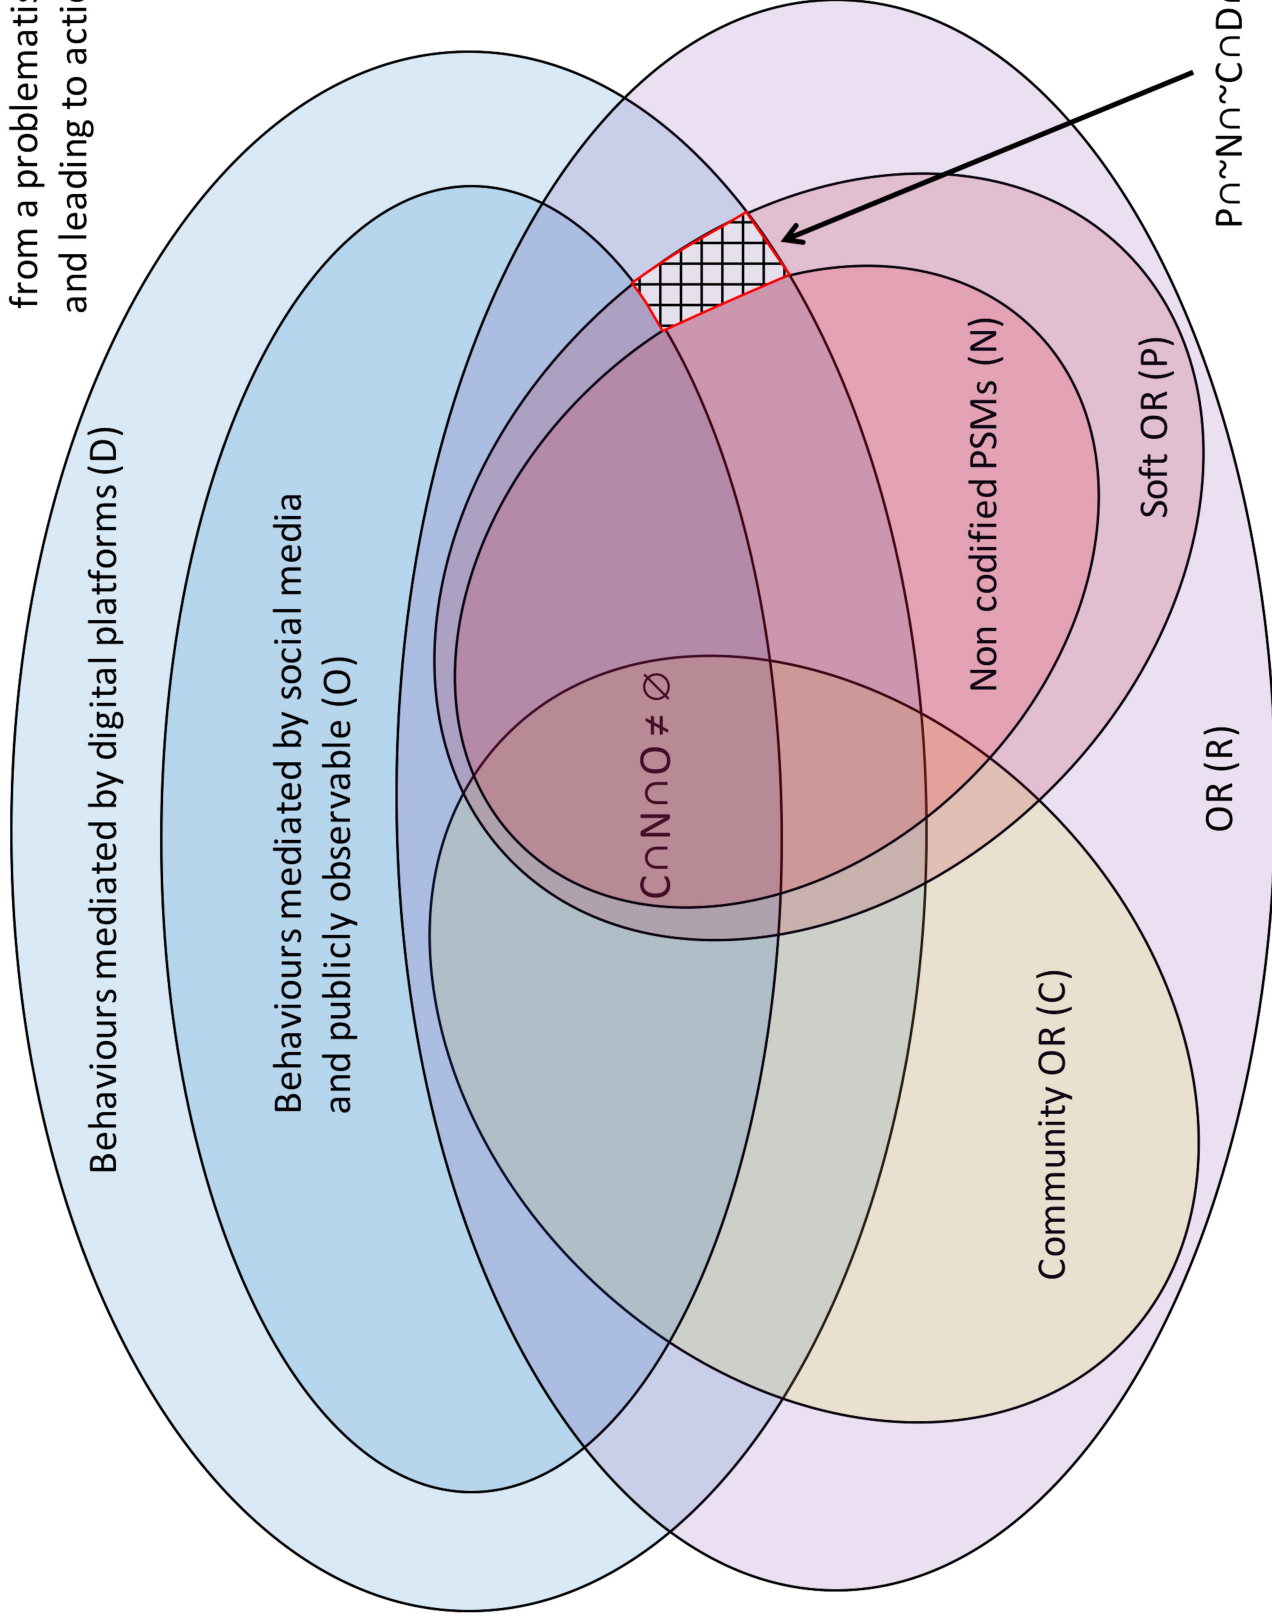 from a problematis
and leading to actio
Behaviours mediated by digital platforms (D)
Behaviours mediated by social media
and publicly observable (O)
C∩N∩O ≠ ∅
Non codified PSMs (N)
Soft OR (P)
Community OR (C)
OR (R)
P∩~N∩~C∩D∩